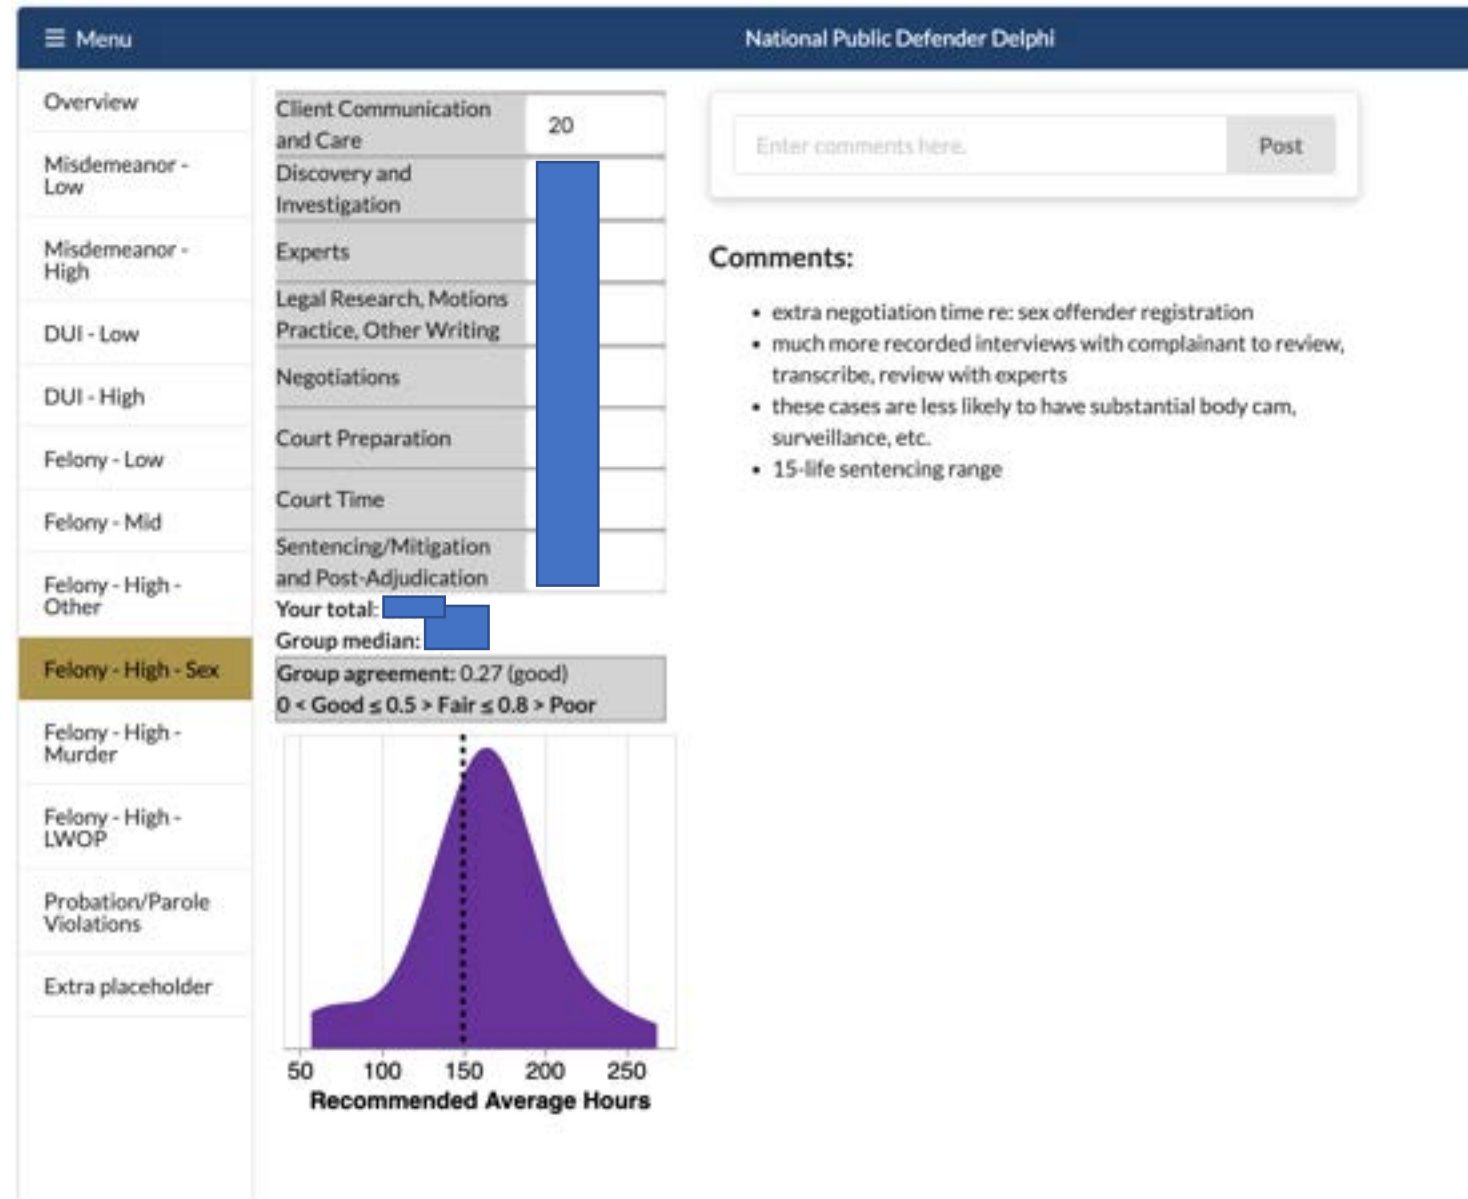 ☰ Menu
National Public Defender Delphi
Overview
Misdemeanor -
Low
Misdemeanor -
High
DUI - Low
DUI - High
Felony - Low
Felony - Mid
Felony - High -
Other
Felony - High - Sex
Felony - High -
Murder
Felony - High -
LWOP
Probation/Parole
Violations
Extra placeholder
Client Communication
and Care
20
Discovery and
Investigation
Experts
Legal Research, Motions
Practice, Other Writing
Negotiations
Court Preparation
Court Time
Sentencing/Mitigation
and Post-Adjudication
Your total:
Group median:
Group agreement: 0.27 (good)
0 < Good ≤ 0.5 > Fair ≤ 0.8 > Poor
50 100 150 200 250
Recommended Average Hours
Enter comments here.
Post
Comments:
• extra negotiation time re: sex offender registration
• much more recorded interviews with complainant to review,
transcribe, review with experts
• these cases are less likely to have substantial body cam,
surveillance, etc.
• 15-life sentencing range